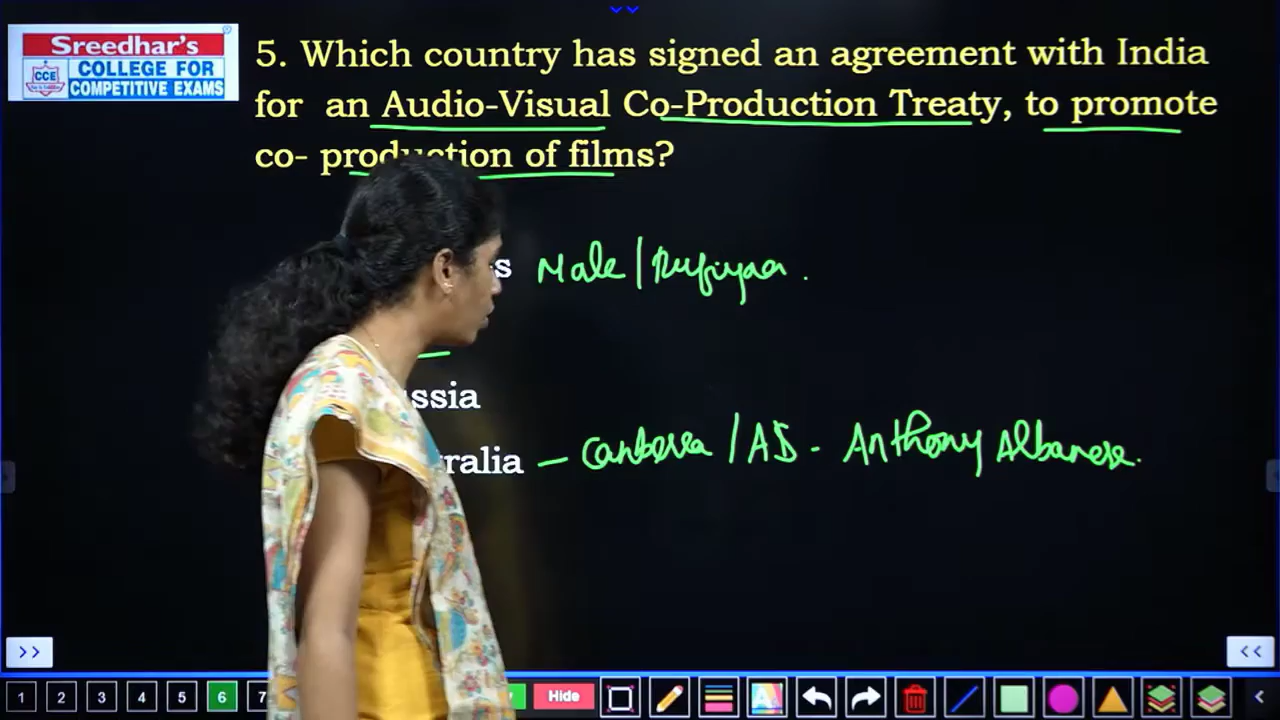 Sreedhar's
CCE
COLLEGE FOR
COMPETITIVE EXAMS
5. Which country has signed an agreement with India
for an Audio-Visual Co-Production Treaty, to promote
co- production of films?
s Male / Rufiyaa.
ssia
ralia – Canberra / AD - Anthony Albanese.
>>
<<
1 2 3 4 5 6 7
Hide